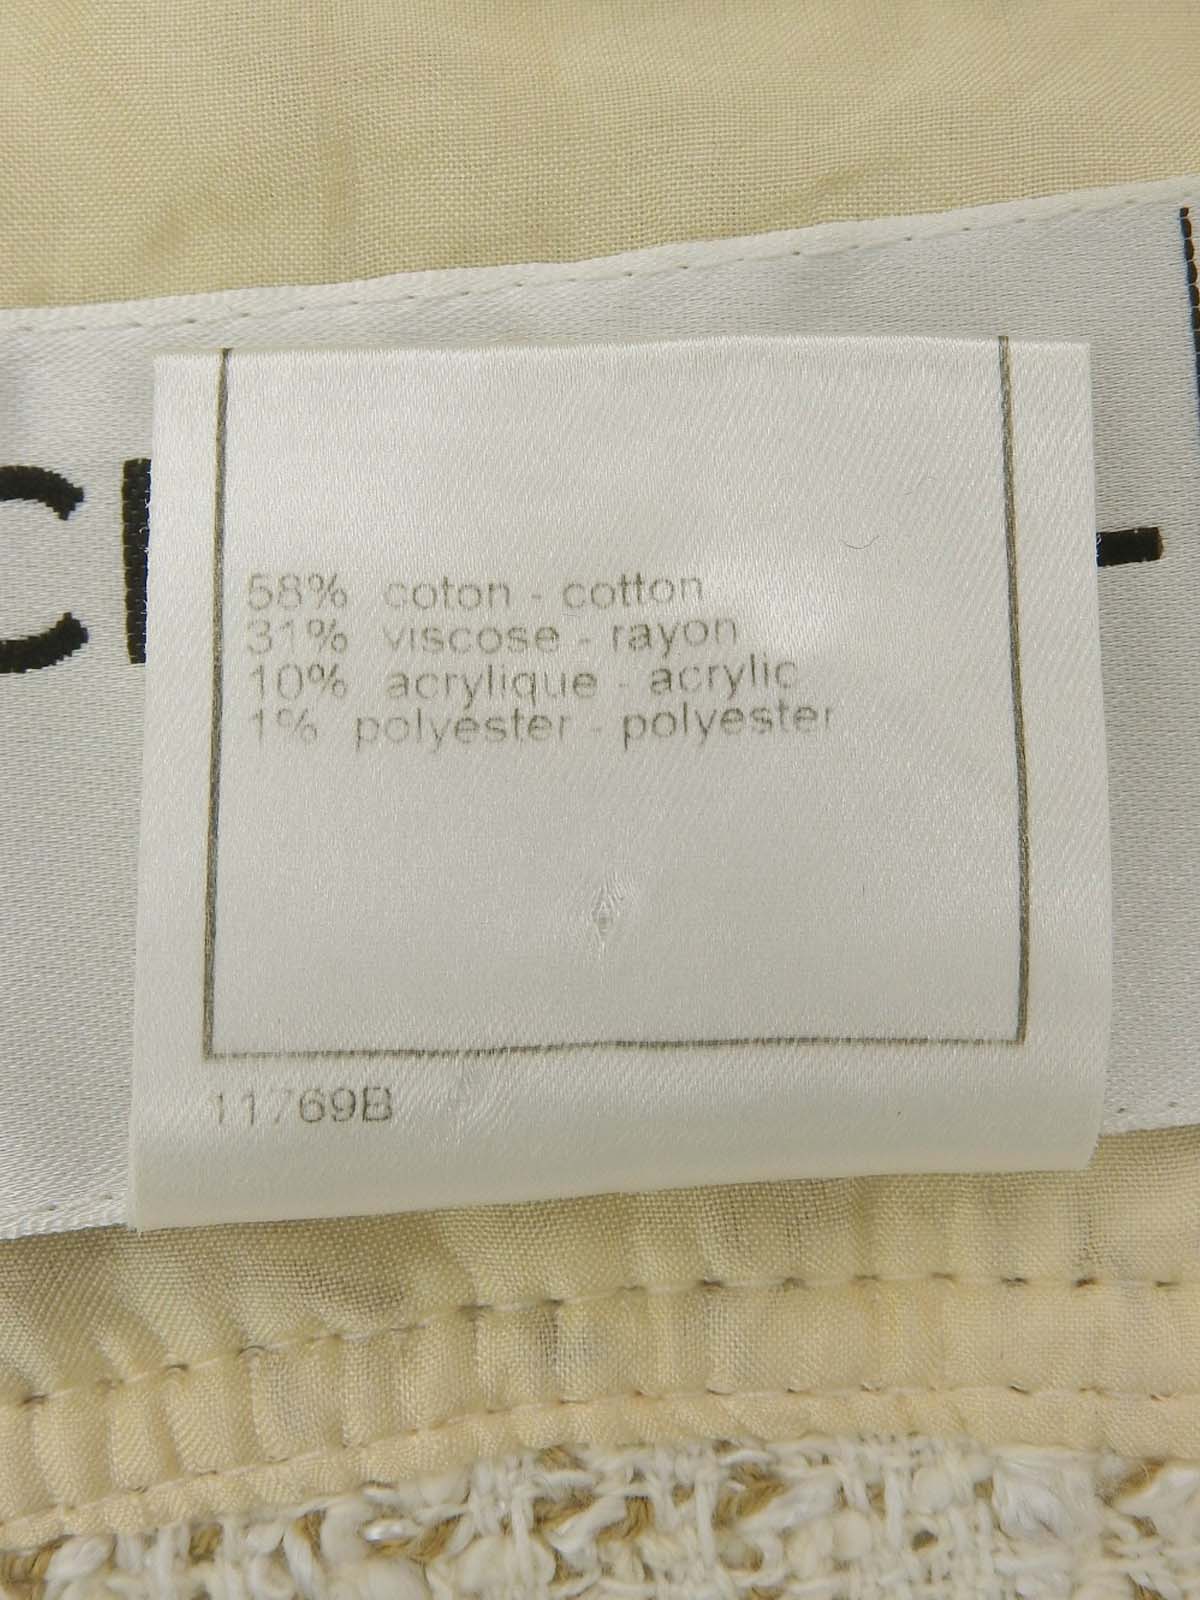 58% coton - cotton
31% viscose - rayon
10% acrylique - acrylic
1% polyester - polyester
11769B